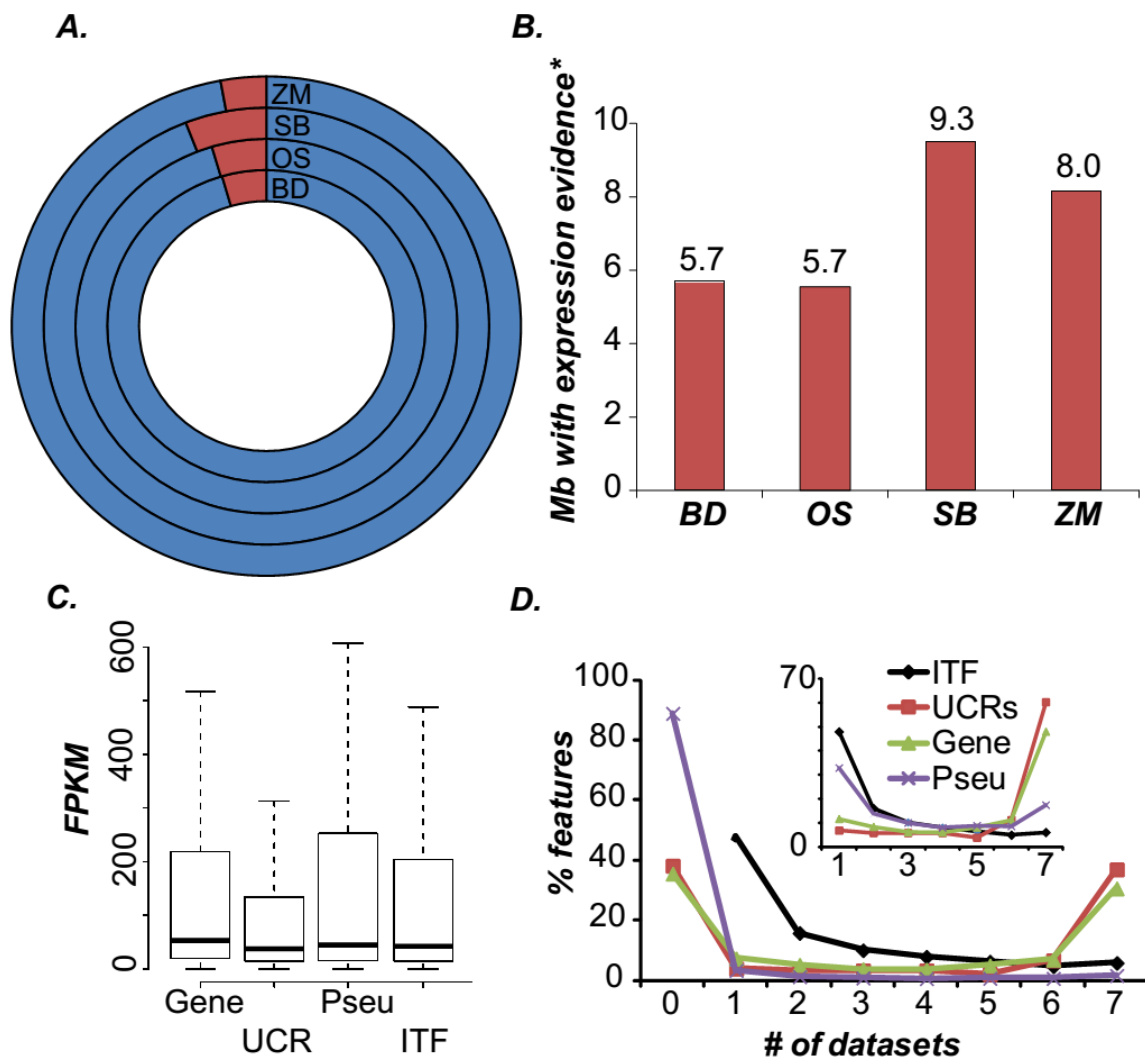 A.
ZM
SB
OS
BD
B.
Mb with expression evidence*
10
8
6
4
2
0
5.7
5.7
9.3
8.0
BD
OS
SB
ZM
C.
FPKM
600
400
200
0
Gene
UCR
Pseu
ITF
D.
% features
100
80
60
40
20
0
0
1
2
3
4
5
6
7
# of datasets
70
0
1
3
5
7
ITF
UCRs
Gene
Pseu